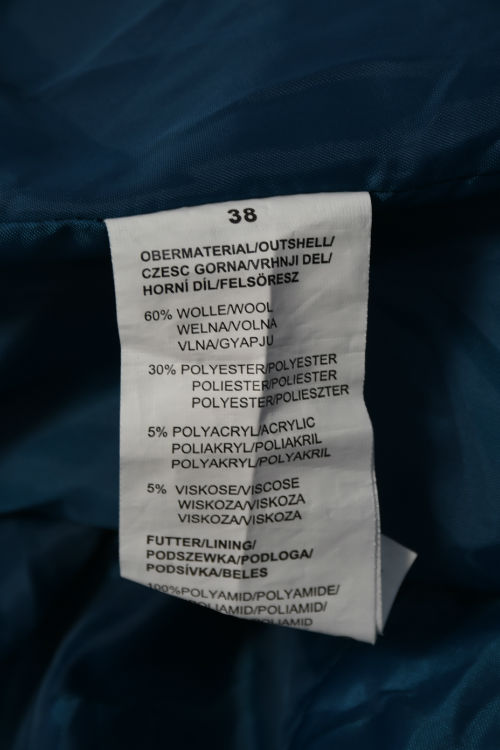 38
OBERMATERIAL/OUTSHELL/
CZESC GORNA/VRHNJI DEL/
HORNÍ DÍL/FELSÖRESZ
60% WOLLE/WOOL
WELNA/VOLNA
VLNA/GYAPJU
30% POLYESTER/POLYESTER
POLIESTER/POLIESTER
POLYESTER/POLIESZTER
5% POLYACRYL/ACRYLIC
POLIAKRYL/POLIAKRIL
POLYAKRYL/POLYAKRIL
5% VISKOSE/VISCOSE
WISKOZA/VISKOZA
VISKOZA/VISKOZA
FUTTER/LINING/
PODSZEWKA/PODLOGA/
PODSÍVKA/BELES
100%POLYAMID/POLYAMIDE/
POLIAMID/POLIAMID/